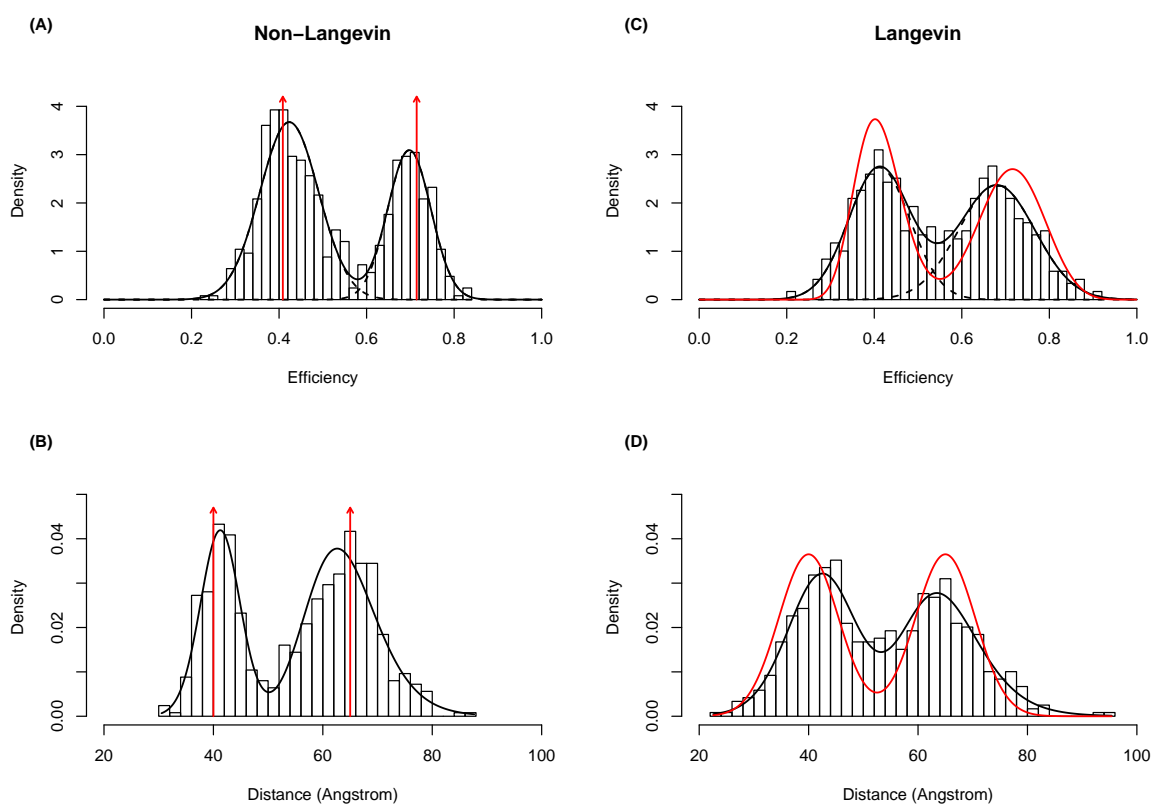 (A)
Non−Langevin
Density
0 1 2 3 4
0.0 0.2 0.4 0.6 0.8 1.0
Efficiency
(C)
Langevin
Density
0 1 2 3 4
0.0 0.2 0.4 0.6 0.8 1.0
Efficiency
(B)
Density
0.00 0.02 0.04
20 40 60 80 100
Distance (Angstrom)
(D)
Density
0.00 0.02 0.04
20 40 60 80 100
Distance (Angstrom)